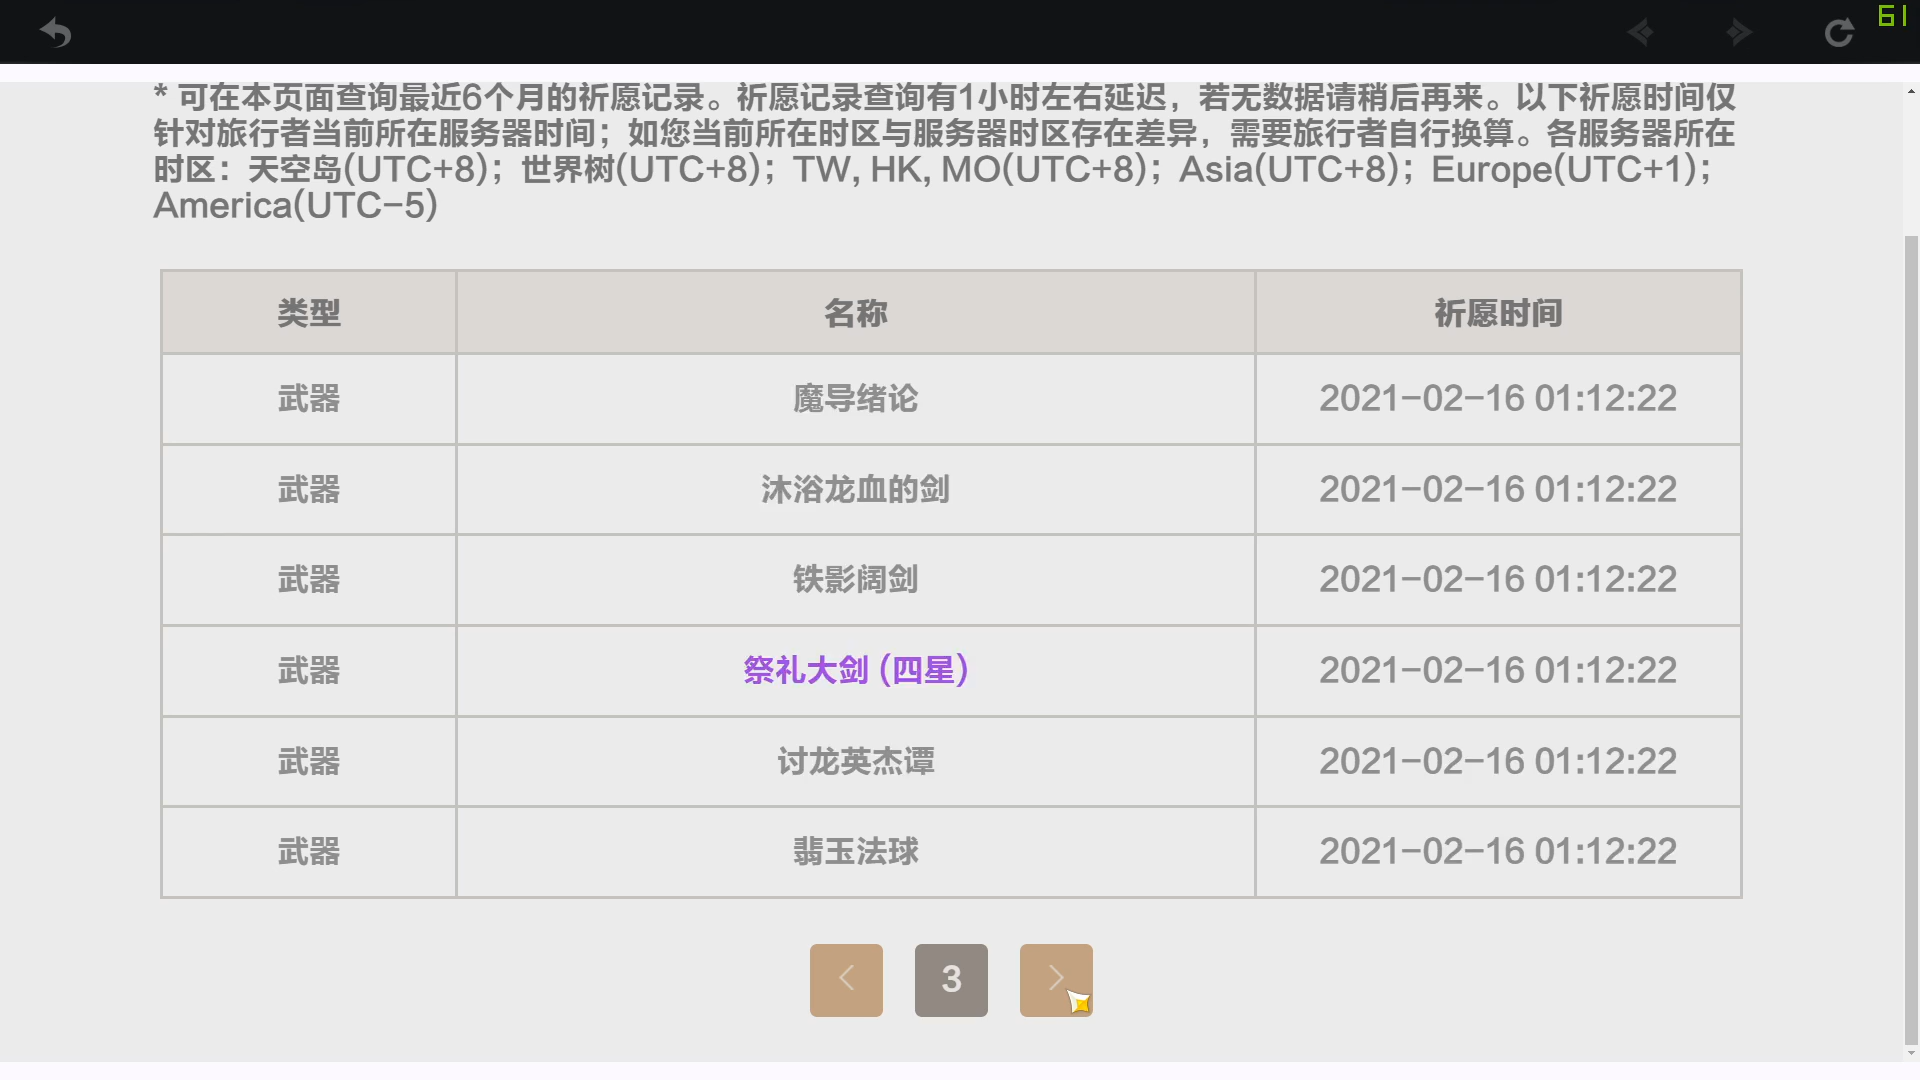 61
* 可在本页面查询最近6个月的祈愿记录。祈愿记录查询有1小时左右延迟，若无数据请稍后再来。以下祈愿时间仅
针对旅行者当前所在服务器时间；如您当前所在时区与服务器时区存在差异，需要旅行者自行换算。各服务器所在
时区：天空岛(UTC+8)；世界树(UTC+8)；TW, HK, MO(UTC+8)；Asia(UTC+8)；Europe(UTC+1)；
America(UTC-5)
类型 名称 祈愿时间
武器 魔导绪论 2021-02-16 01:12:22
武器 沐浴龙血的剑 2021-02-16 01:12:22
武器 铁影阔剑 2021-02-16 01:12:22
武器 祭礼大剑 (四星) 2021-02-16 01:12:22
武器 讨龙英杰谭 2021-02-16 01:12:22
武器 翡玉法球 2021-02-16 01:12:22
3